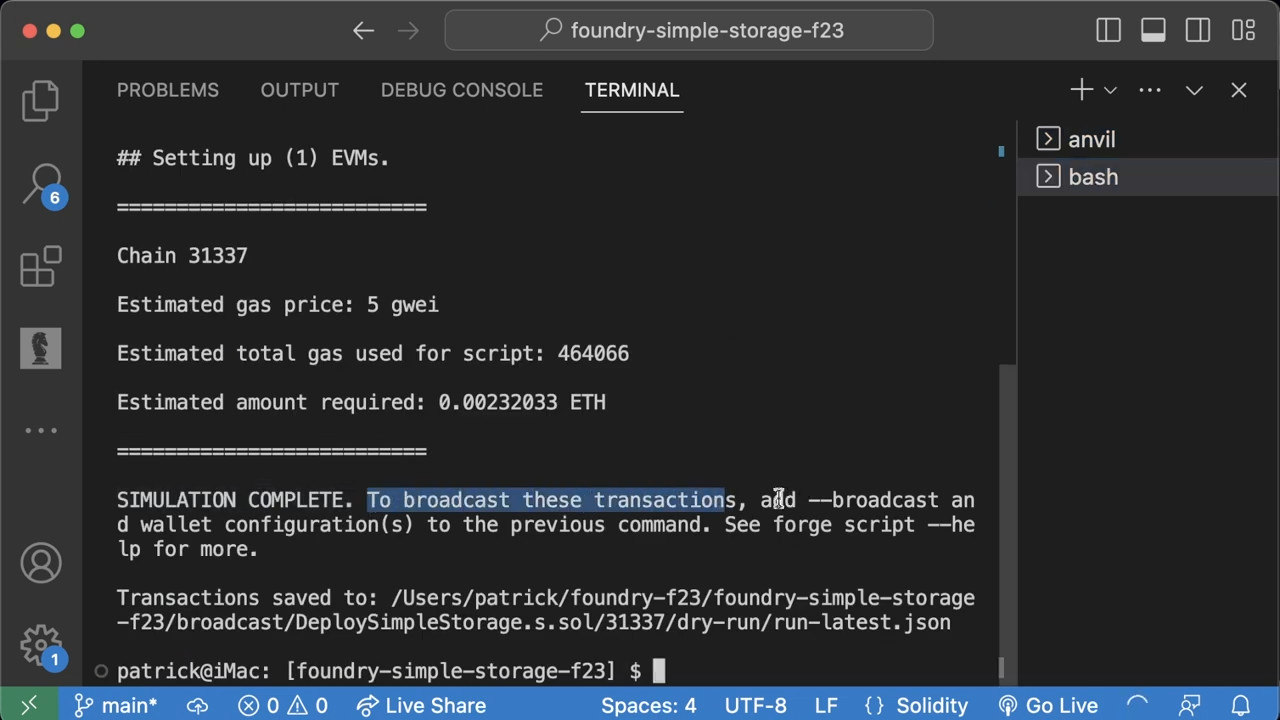 foundry-simple-storage-f23
PROBLEMS OUTPUT DEBUG CONSOLE TERMINAL
anvil
bash
6
## Setting up (1) EVMs.
==========================
Chain 31337
Estimated gas price: 5 gwei
Estimated total gas used for script: 464066
Estimated amount required: 0.00232033 ETH
==========================
SIMULATION COMPLETE. To broadcast these transactions, add --broadcast an
d wallet configuration(s) to the previous command. See forge script --he
lp for more.
Transactions saved to: /Users/patrick/foundry-f23/foundry-simple-storage
-f23/broadcast/DeploySimpleStorage.s.sol/31337/dry-run/run-latest.json
patrick@iMac: [foundry-simple-storage-f23] $
1
main* 0 0 Live Share Spaces: 4 UTF-8 LF {} Solidity Go Live